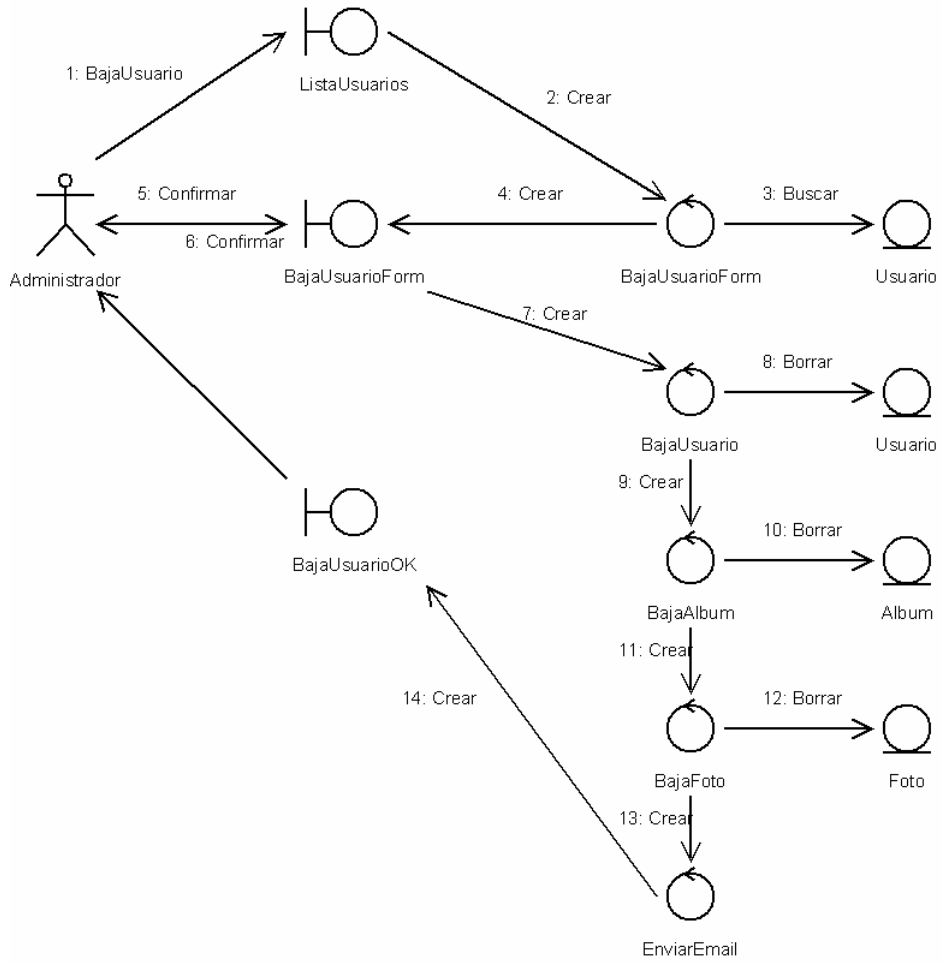 1: BajaUsuario
ListaUsuarios
2: Crear
5: Confirmar
4: Crear
3: Buscar
6: Confirmar
Administrador
BajaUsuarioForm
BajaUsuarioForm
Usuario
7: Crear
8: Borrar
BajaUsuario
Usuario
9: Crear
10: Borrar
BajaUsuarioOK
BajaAlbum
Album
11: Crear
14: Crear
12: Borrar
BajaFoto
Foto
13: Crear
EnviarEmail